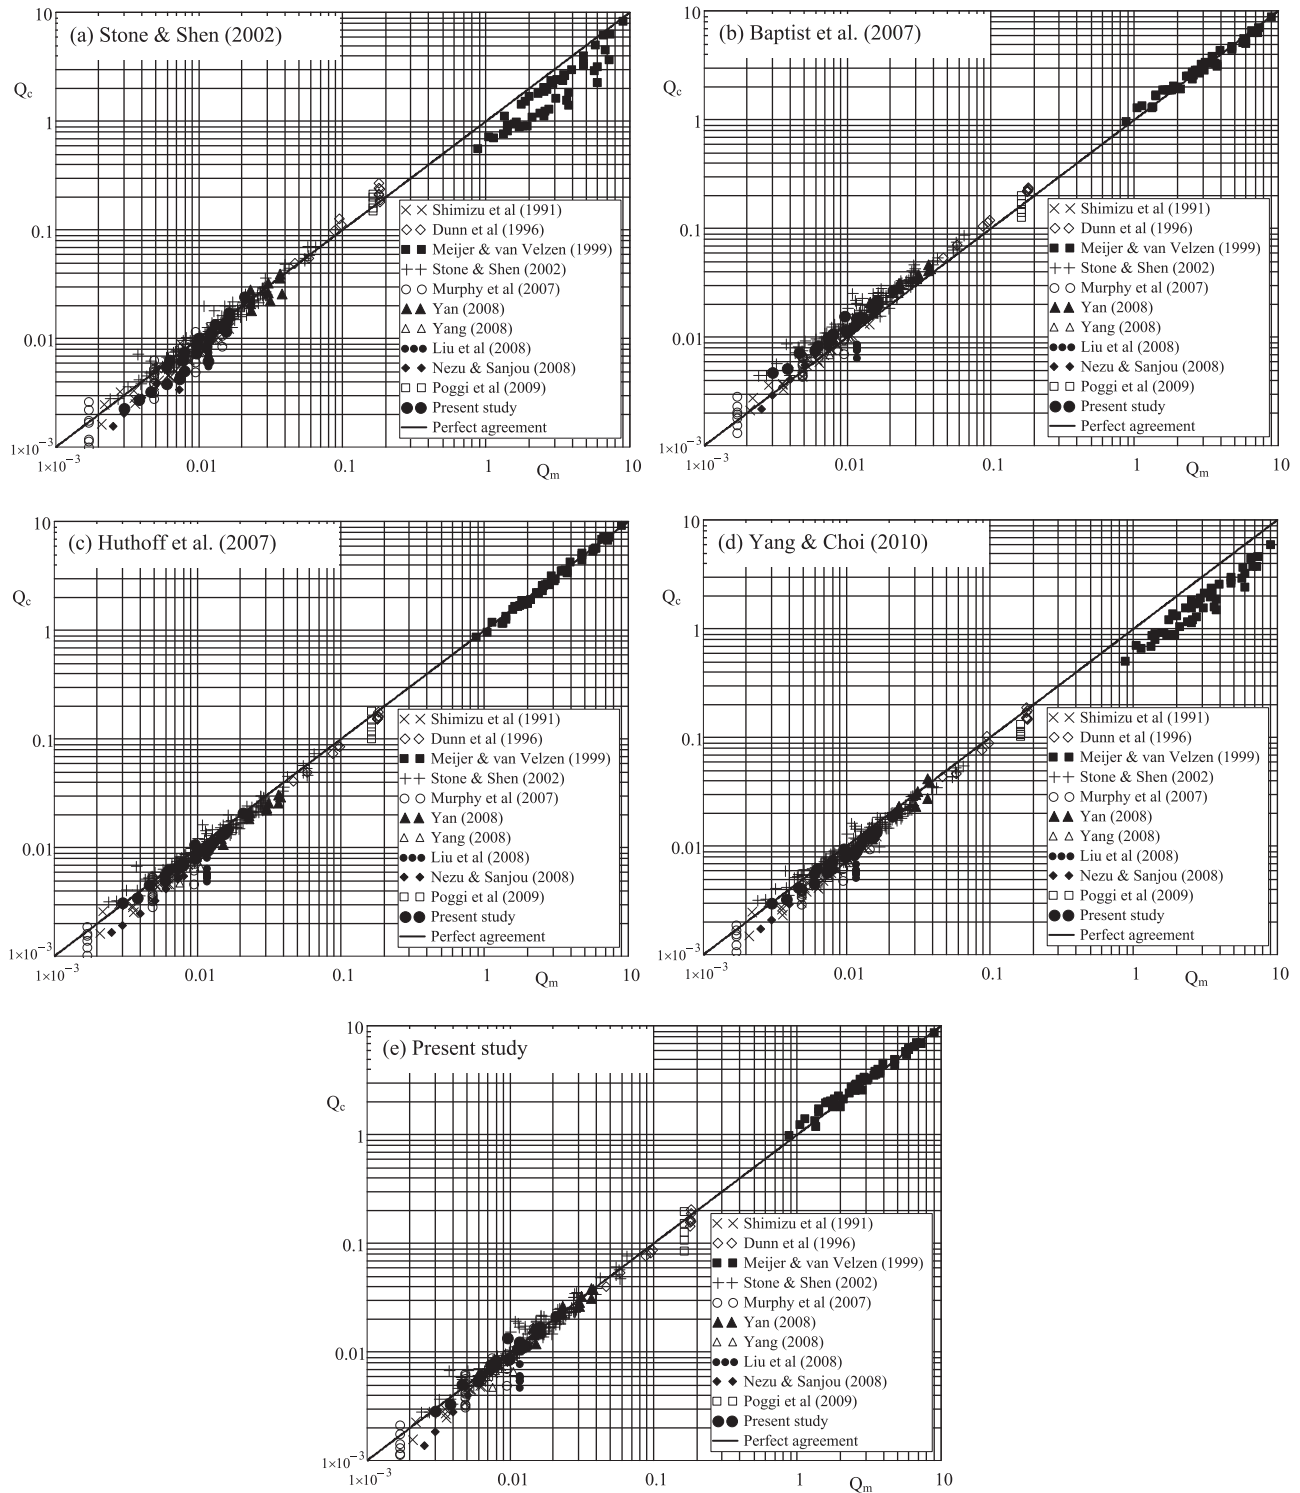 (a) Stone & Shen (2002)
10
Qc
1
0.1
0.01
1×10−3
1×10−3
0.01
0.1
1
10
Qm
Shimizu et al (1991)
Dunn et al (1996)
Meijer & van Velzen (1999)
Stone & Shen (2002)
Murphy et al (2007)
Yan (2008)
Yang (2008)
Liu et al (2008)
Nezu & Sanjou (2008)
Poggi et al (2009)
Present study
Perfect agreement
(b) Baptist et al. (2007)
10
Qc
1
0.1
0.01
1×10−3
1×10−3
0.01
0.1
1
10
Qm
Shimizu et al (1991)
Dunn et al (1996)
Meijer & van Velzen (1999)
Stone & Shen (2002)
Murphy et al (2007)
Yan (2008)
Yang (2008)
Liu et al (2008)
Nezu & Sanjou (2008)
Poggi et al (2009)
Present study
Perfect agreement
(c) Huthoff et al. (2007)
10
Qc
1
0.1
0.01
1×10−3
1×10−3
0.01
0.1
1
10
Qm
Shimizu et al (1991)
Dunn et al (1996)
Meijer & van Velzen (1999)
Stone & Shen (2002)
Murphy et al (2007)
Yan (2008)
Yang (2008)
Liu et al (2008)
Nezu & Sanjou (2008)
Poggi et al (2009)
Present study
Perfect agreement
(d) Yang & Choi (2010)
10
Qc
1
0.1
0.01
1×10−3
1×10−3
0.01
0.1
1
10
Qm
Shimizu et al (1991)
Dunn et al (1996)
Meijer & van Velzen (1999)
Stone & Shen (2002)
Murphy et al (2007)
Yan (2008)
Yang (2008)
Liu et al (2008)
Nezu & Sanjou (2008)
Poggi et al (2009)
Present study
Perfect agreement
(e) Present study
10
Qc
1
0.1
0.01
1×10−3
1×10−3
0.01
0.1
1
10
Qm
Shimizu et al (1991)
Dunn et al (1996)
Meijer & van Velzen (1999)
Stone & Shen (2002)
Murphy et al (2007)
Yan (2008)
Yang (2008)
Liu et al (2008)
Nezu & Sanjou (2008)
Poggi et al (2009)
Present study
Perfect agreement